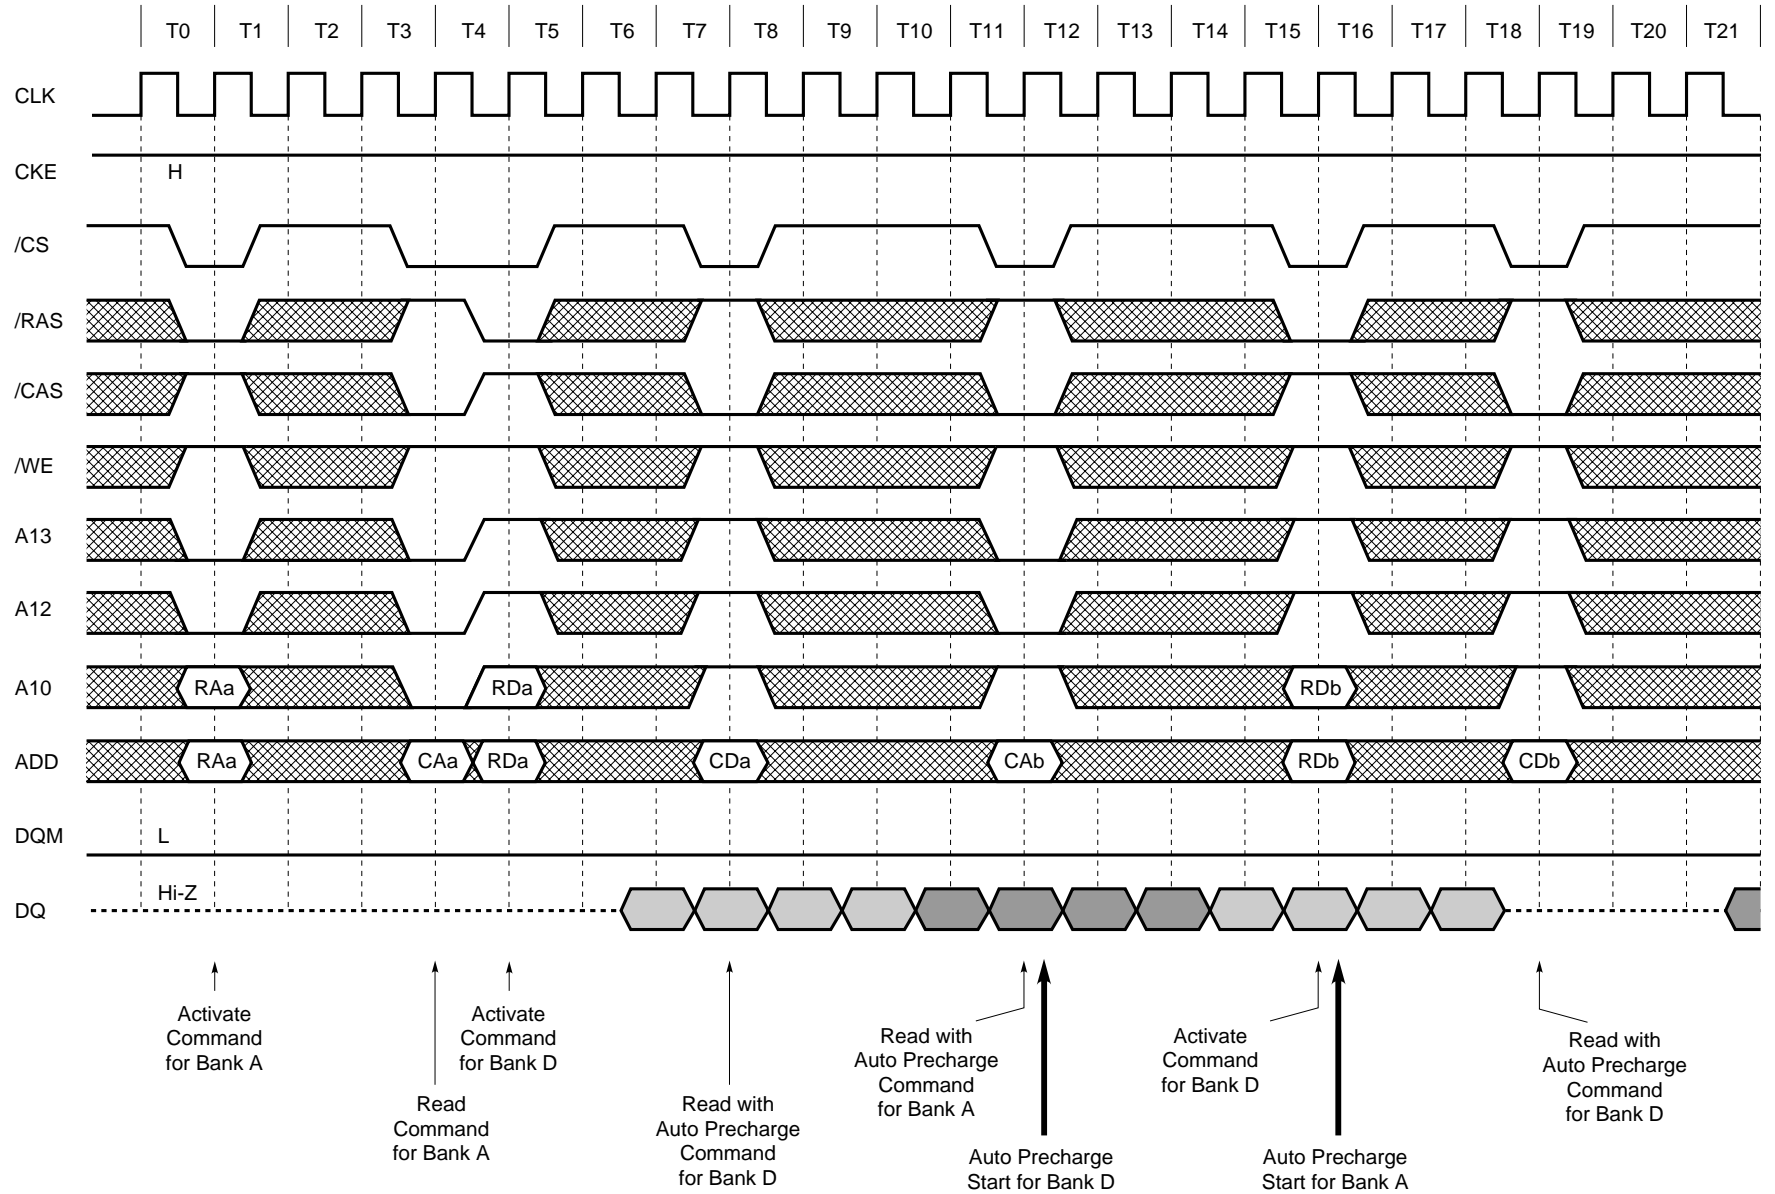 T0 T1 T2 T3 T4 T5 T6 T7 T8 T9 T10 T11 T12 T13 T14 T15 T16 T17 T18 T19 T20 T21
CLK
CKE H
/CS
/RAS
/CAS
/WE
A13
A12
A10 RAa RDa RDb
ADD RAa CAa RDa CDa CAb RDb CDb
DQM L
Hi-Z
DQ
Activate
Command
for Bank A
Read
Command
for Bank A
Activate
Command
for Bank D
Read with
Auto Precharge
Command
for Bank D
Read with
Auto Precharge
Command
for Bank A
Auto Precharge
Start for Bank D
Activate
Command
for Bank D
Auto Precharge
Start for Bank A
Read with
Auto Precharge
Command
for Bank D